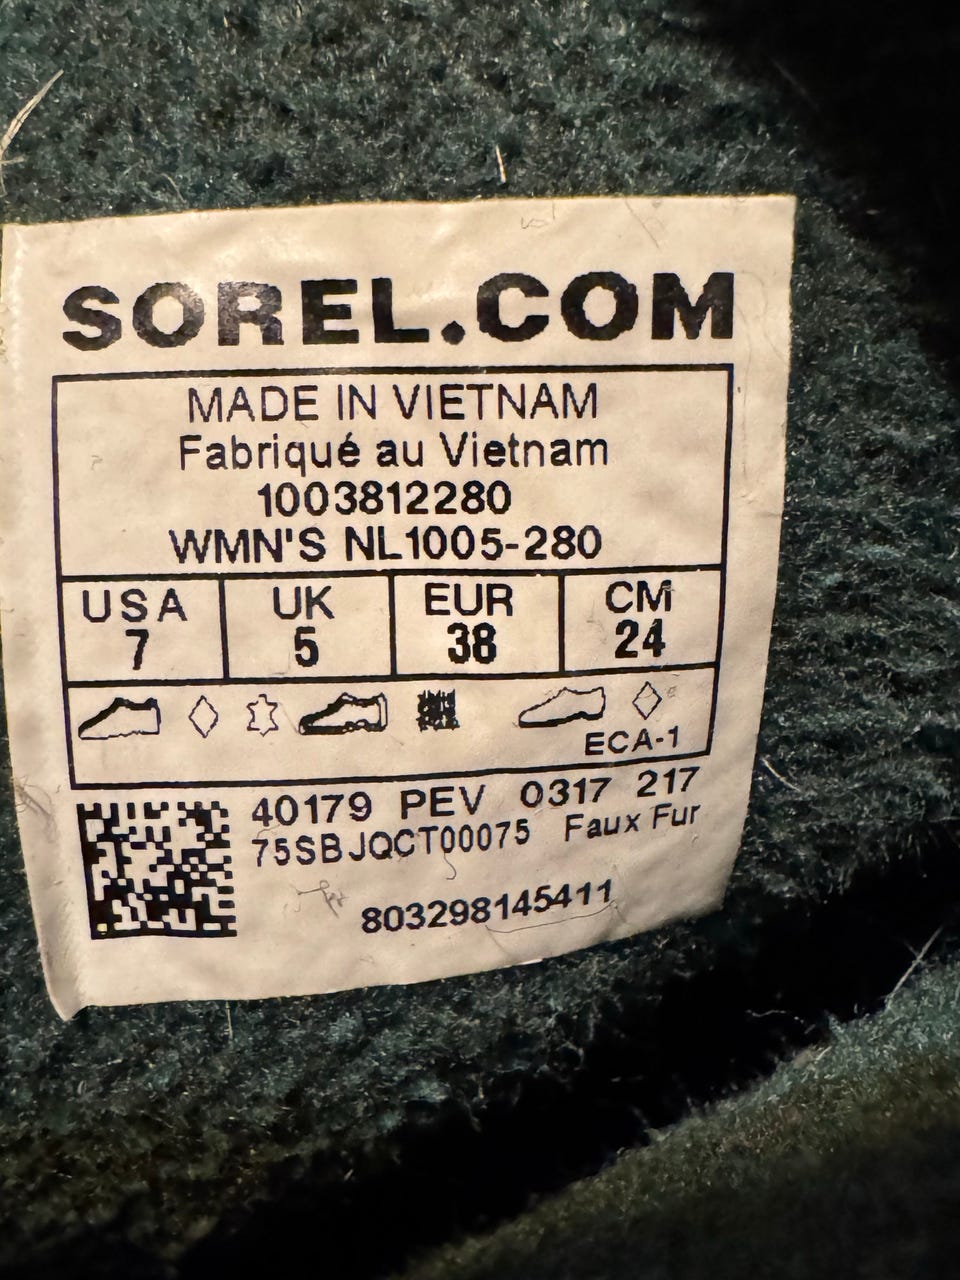 SOREL.COM
MADE IN VIETNAM
Fabriqué au Vietnam
1003812280
WMN'S NL1005-280
USA UK EUR CM
7 5 38 24
ECA-1
40179 PEV 0317 217
75SBJQCT00075 Faux Fur
803298145411